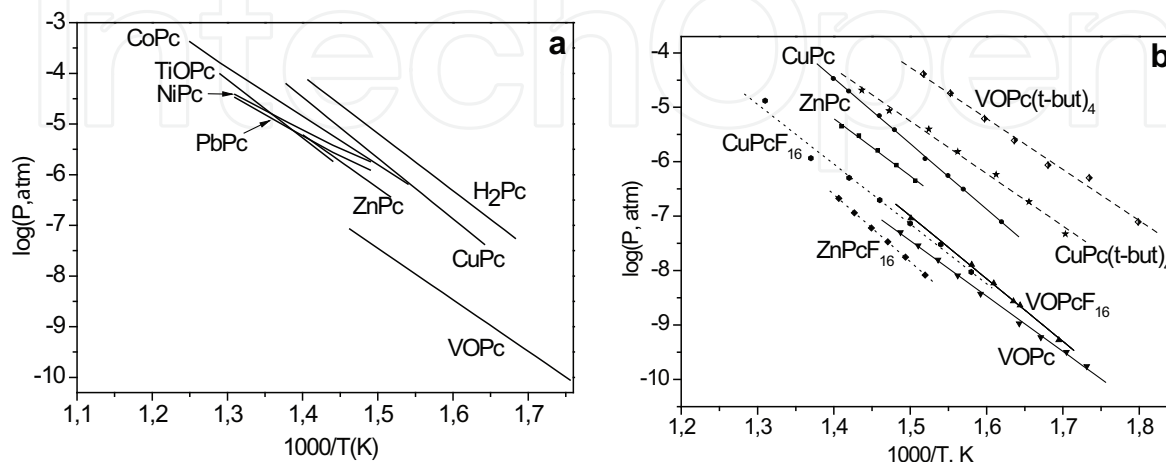 IntechOpen
a
-3
-4
-5
-6
-7
-8
-9
-10
log(P,atm)
CoPc
TiOPc
NiPc
PbPc
ZnPc
H2Pc
CuPc
VOPc
1,1 1,2 1,3 1,4 1,5 1,6 1,7
1000/T(K)
b
-4
-5
-6
-7
-8
-9
-10
log(P, atm)
CuPc
VOPc(t-but)4
ZnPc
CuPcF16
CuPc(t-but)
ZnPcF16
VOPcF16
VOPc
1,2 1,3 1,4 1,5 1,6 1,7 1,8
1000/T, K